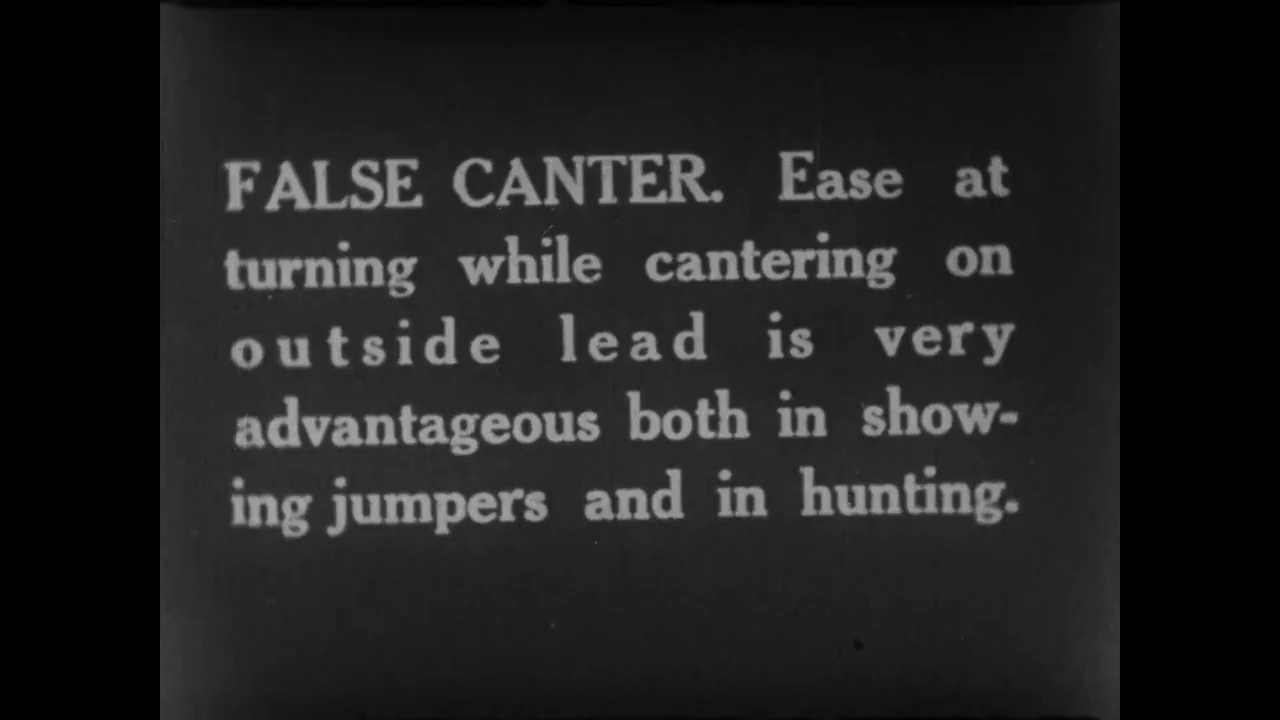 FALSE CANTER. Ease at
turning while cantering on
outside lead is very
advantageous both in show-
ing jumpers and in hunting.